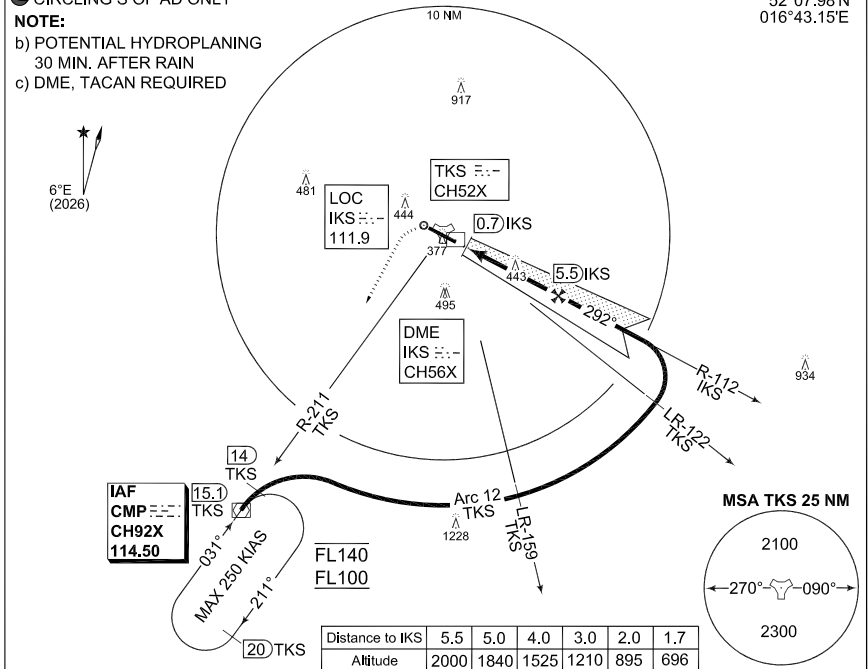 CIRCLING S OF AD ONLY
NOTE:
b) POTENTIAL HYDROPLANING
30 MIN. AFTER RAIN
c) DME, TACAN REQUIRED
10 NM
52°07.98'N
016°43.15'E
6°E
(2026)
917
481
444
TKS
CH52X
LOC
IKS
111.9
0.7 IKS
377
443
5.5 IKS
495
292°
DME
IKS
CH56X
934
R-112
IKS
LR-122
TKS
R-211
TKS
14
TKS
15.1
TKS
IAF
CMP
CH92X
114.50
Arc 12
TKS
1228
LR-159
TKS
031°
MAX 250 KIAS
211°
20 TKS
FL140
FL100
MSA TKS 25 NM
2100
270° 090°
2300
Distance to IKS 5.5 5.0 4.0 3.0 2.0 1.7
Altitude 2000 1840 1525 1210 895 696